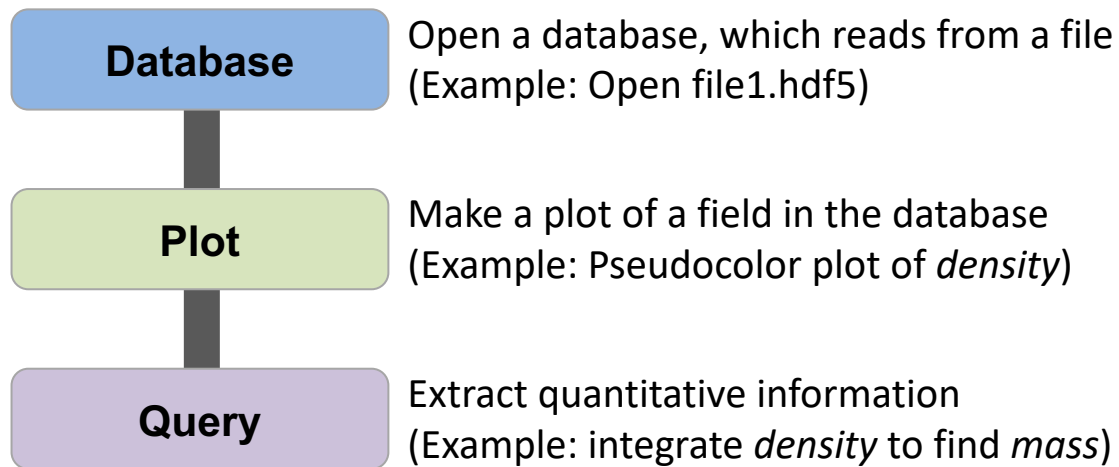 Database
Open a database, which reads from a file
(Example: Open file1.hdf5)
Plot
Make a plot of a field in the database
(Example: Pseudocolor plot of density)
Query
Extract quantitative information
(Example: integrate density to find mass)